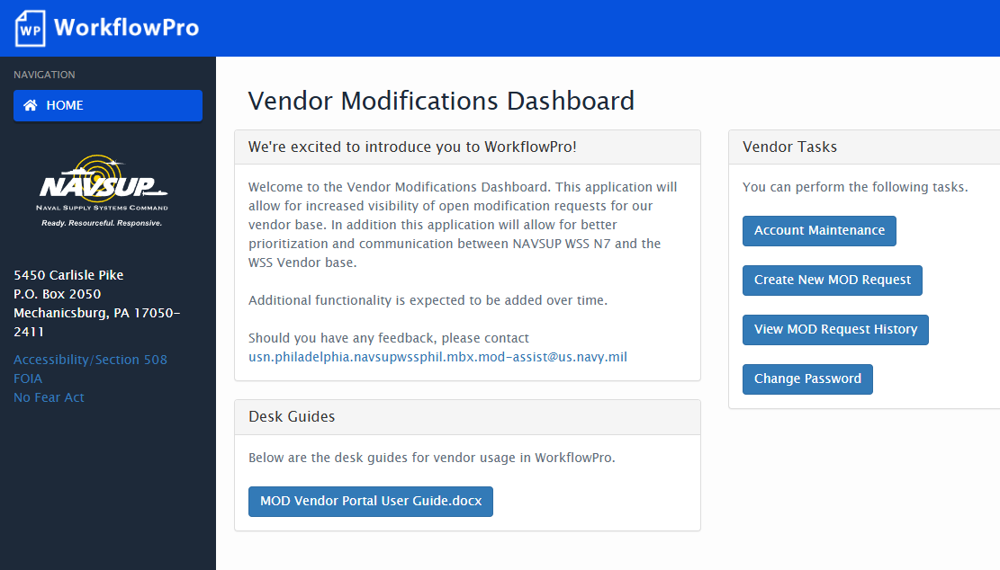 WP WorkflowPro
NAVIGATION
HOME
NAVSUP
NAVAL SUPPLY SYSTEMS COMMAND
Ready. Resourceful. Responsive.
5450 Carlisle Pike
P.O. Box 2050
Mechanicsburg, PA 17050-
2411
Accessibility/Section 508
FOIA
No Fear Act
Vendor Modifications Dashboard
We're excited to introduce you to WorkflowPro!
Welcome to the Vendor Modifications Dashboard. This application will
allow for increased visibility of open modification requests for our
vendor base. In addition this application will allow for better
prioritization and communication between NAVSUP WSS N7 and the
WSS Vendor base.
Additional functionality is expected to be added over time.
Should you have any feedback, please contact
usn.philadelphia.navsupwssphil.mbx.mod-assist@us.navy.mil
Desk Guides
Below are the desk guides for vendor usage in WorkflowPro.
MOD Vendor Portal User Guide.docx
Vendor Tasks
You can perform the following tasks.
Account Maintenance
Create New MOD Request
View MOD Request History
Change Password